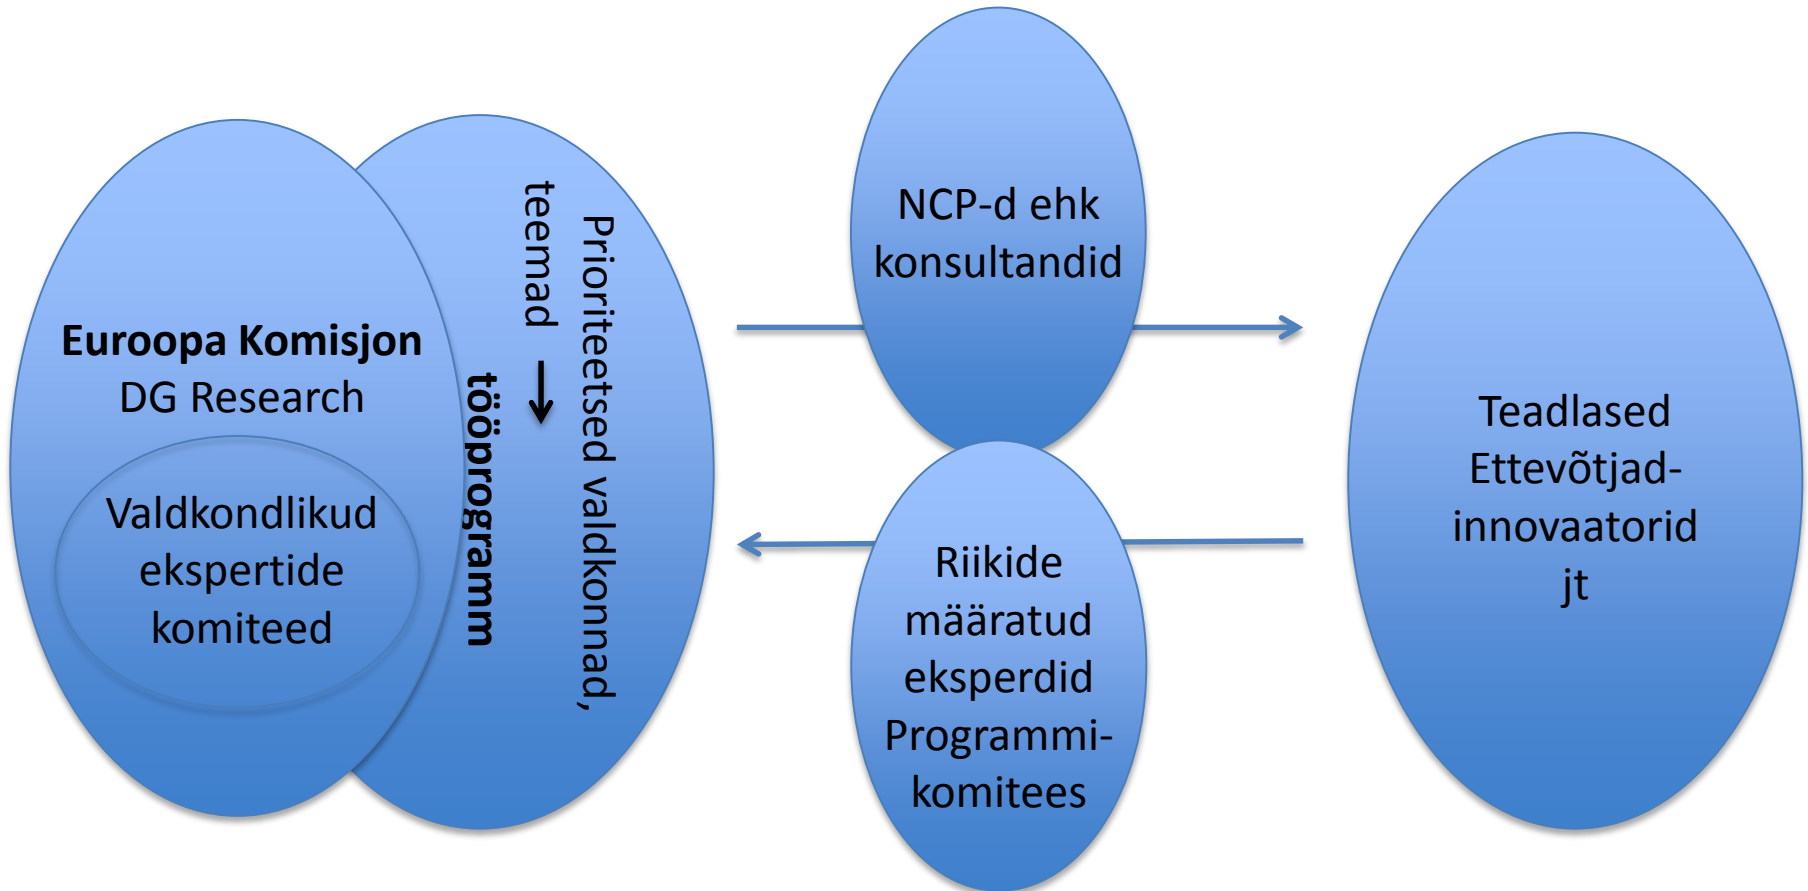 Euroopa Komisjon
DG Research
Valdkondlikud
ekspertide
komiteed
Prioriteetsed valdkonnad,
teemad
tööprogramm
NCP-d ehk
konsultandid
Riikide
määratud
eksperdid
Programmi-
komitees
Teadlased
Ettevõtjad-
innovaatorid
jt